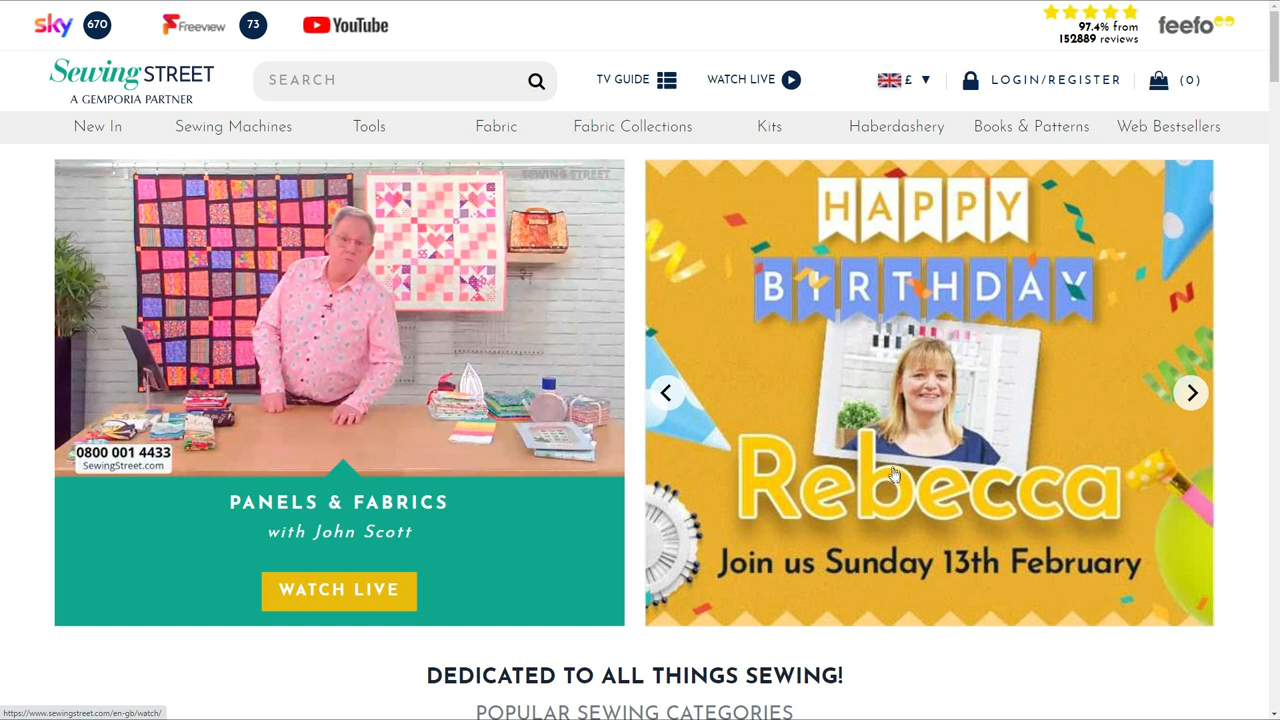 sky 670 Freeview 73 YouTube
97.4% from
152889 reviews
feefo
Sewing STREET
A GEMPORIA PARTNER
SEARCH
TV GUIDE
WATCH LIVE
£
LOGIN/REGISTER
(0)
New In Sewing Machines Tools Fabric Fabric Collections Kits Haberdashery Books & Patterns Web Bestsellers
SEWING STREET
0800 001 4433
SewingStreet.com
PANELS & FABRICS
with John Scott
WATCH LIVE
HAPPY
BIRTHDAY
Rebecca
Join us Sunday 13th February
DEDICATED TO ALL THINGS SEWING!
POPULAR SEWING CATEGORIES
https://www.sewingstreet.com/en-gb/watch/